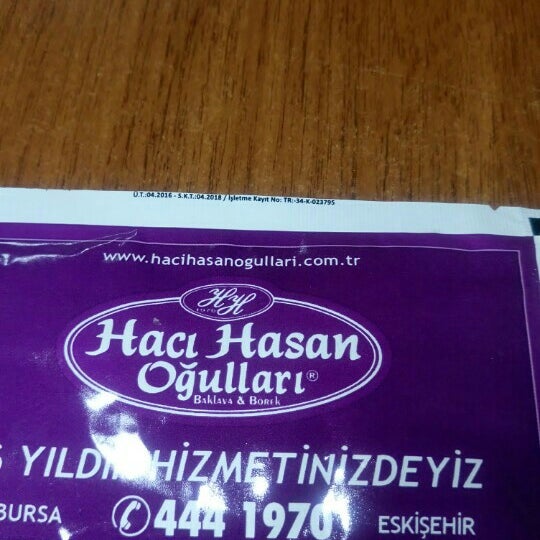 Ü.T.:04.2016 - S.K.T.:04.2018 / İşletme Kayıt No: TR:-34-K-023795
www.hacihasanogullari.com.tr
HH
1970
Hacı Hasan
Oğulları®
Baklava & Börek
HİZMETİNİZDEYİZ
BURSA 444 1970 ESKİŞEHİR